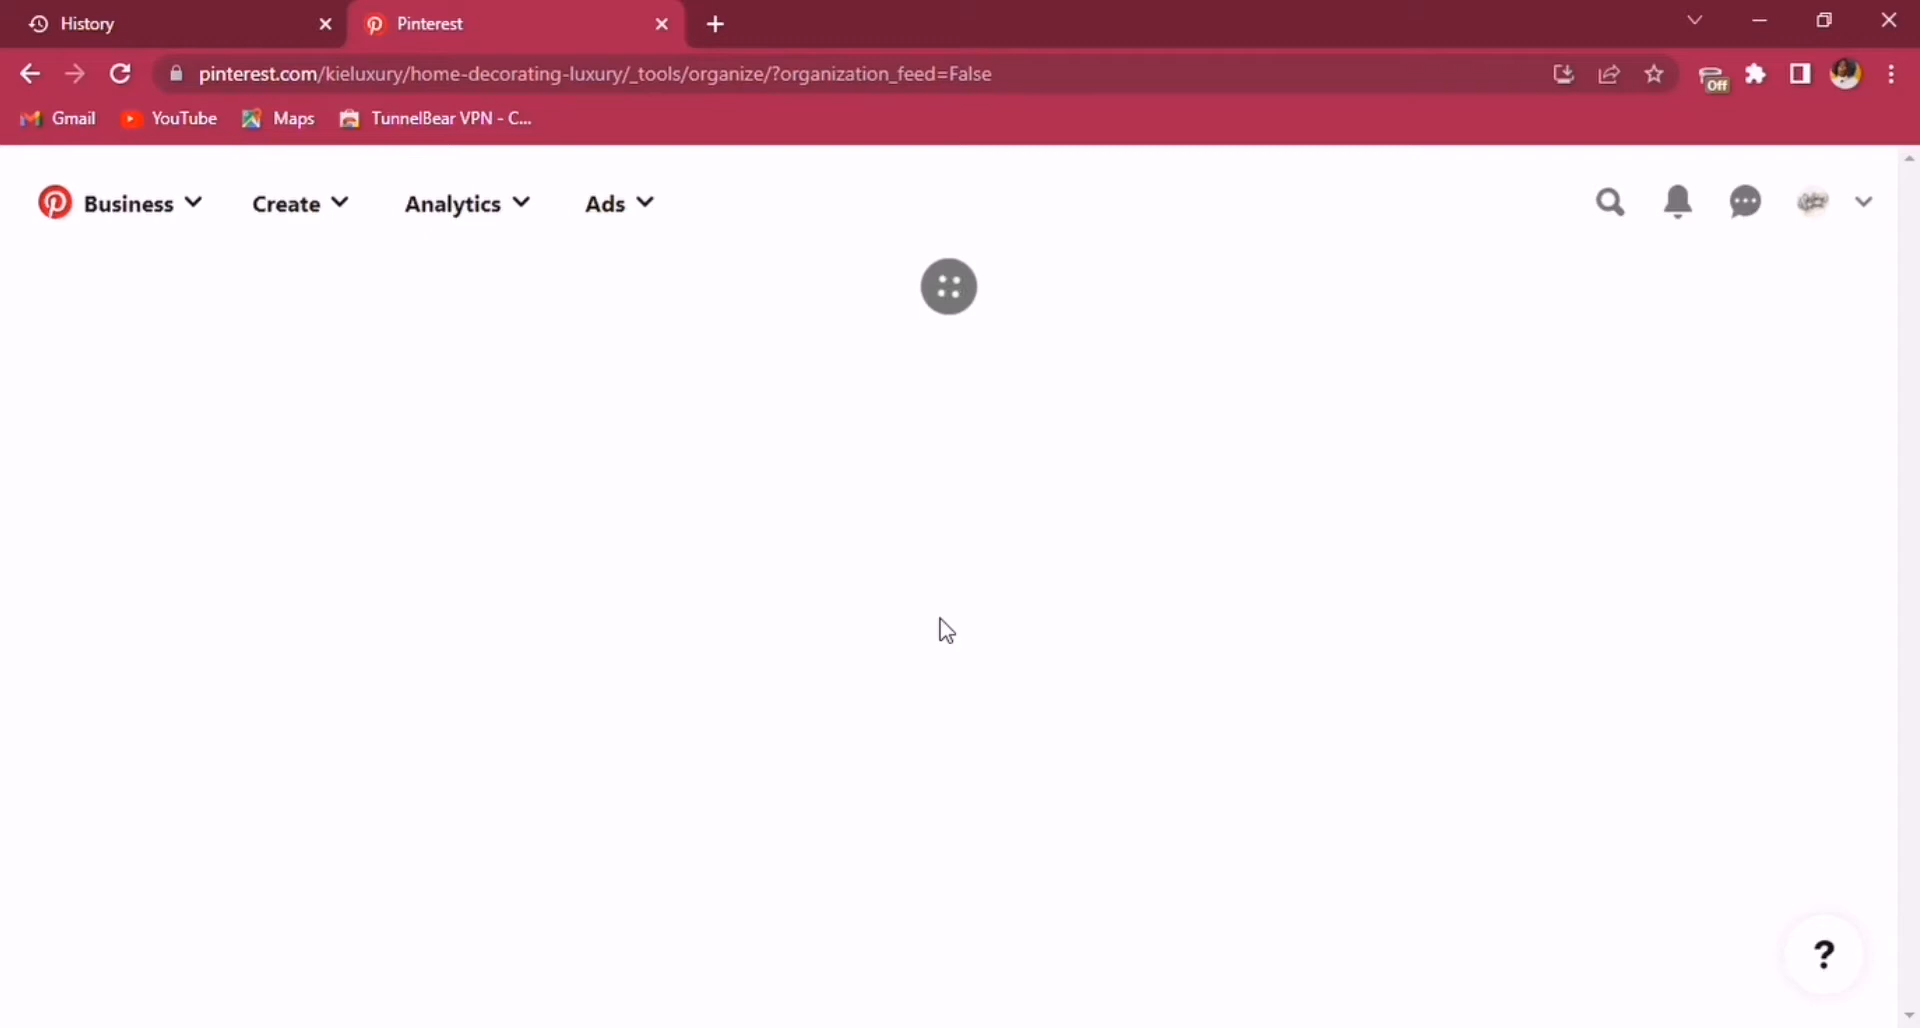 History
Pinterest
pinterest.com/kieluxury/home-decorating-luxury/_tools/organize/?organization_feed=False
Off
Gmail
YouTube
Maps
TunnelBear VPN - C...
Business
Create
Analytics
Ads
?